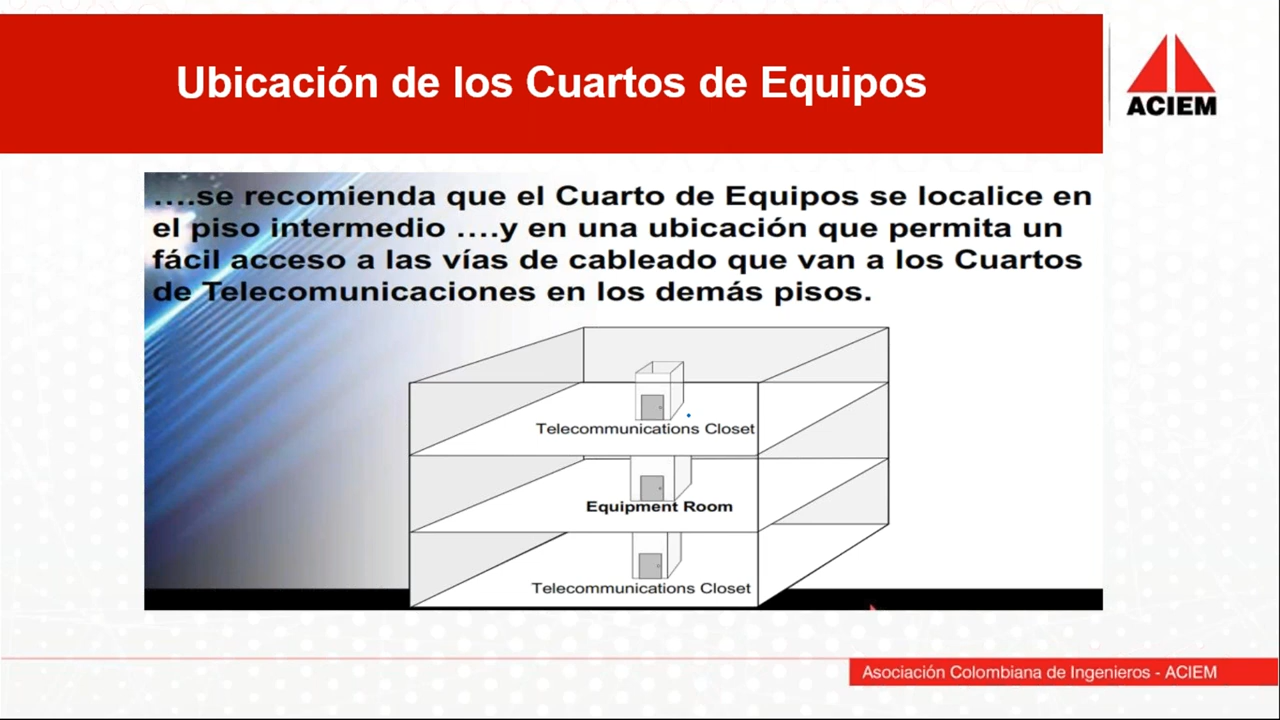 Ubicación de los Cuartos de Equipos
ACIEM
....se recomienda que el Cuarto de Equipos se localice en
el piso intermedio ....y en una ubicación que permita un
fácil acceso a las vías de cableado que van a los Cuartos
de Telecomunicaciones en los demás pisos.
Telecommunications Closet
Equipment Room
Telecommunications Closet
Asociación Colombiana de Ingenieros - ACIEM